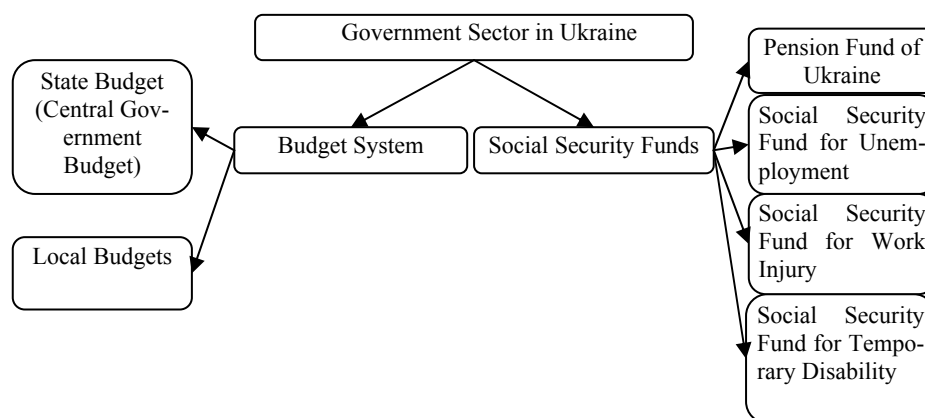 Government Sector in Ukraine
State Budget
(Central Gov-
ernment
Budget)
Local Budgets
Budget System
Social Security Funds
Pension Fund of
Ukraine
Social Security
Fund for Unem-
ployment
Social Security
Fund for Work
Injury
Social Security
Fund for Tempo-
rary Disability